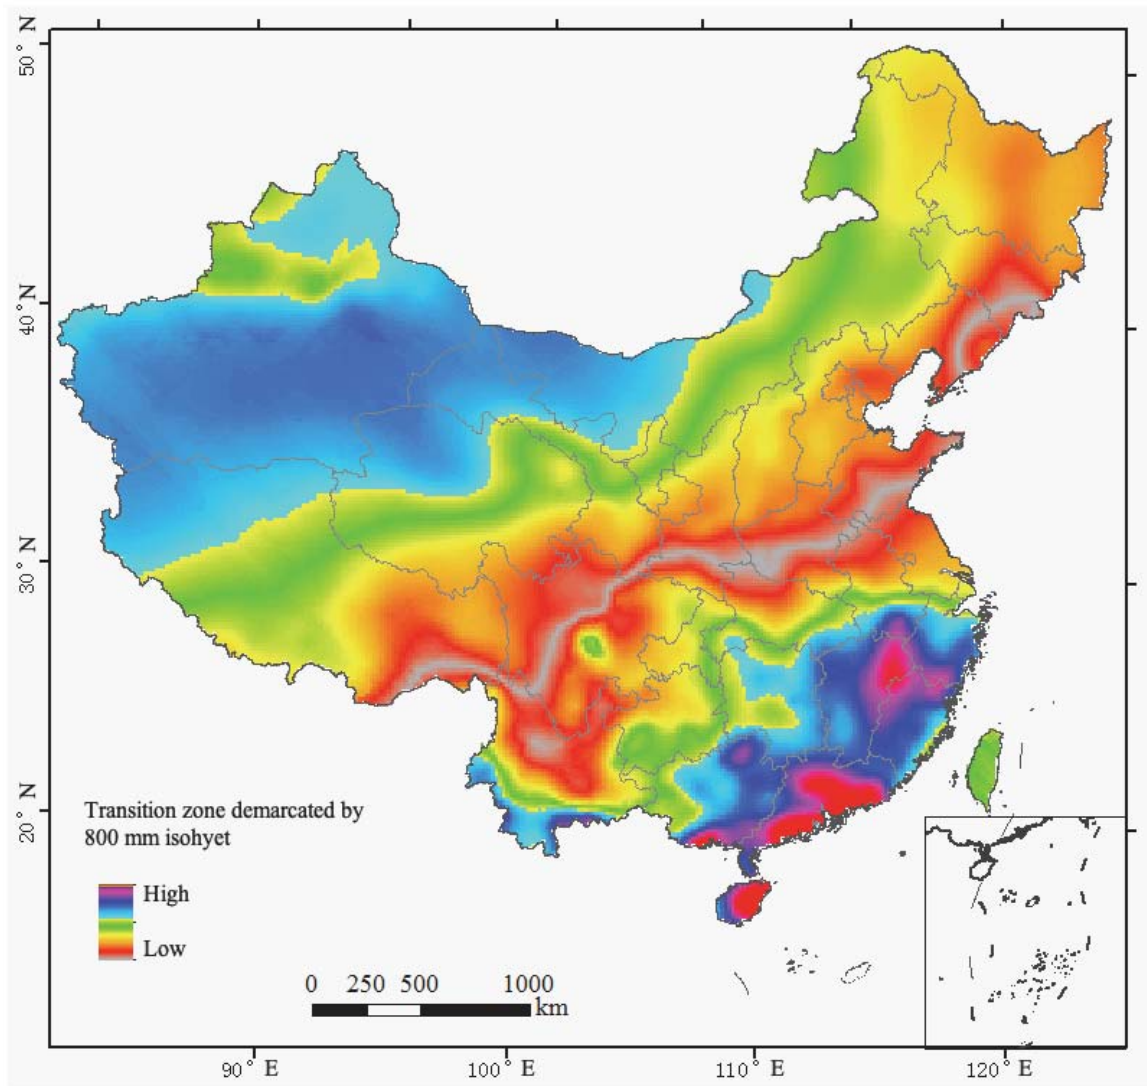 50° N
40° N
30° N
20° N
Transition zone demarcated by
800 mm isohyet
High
Low
0 250 500 1000
km
90° E 100° E 110° E 120° E